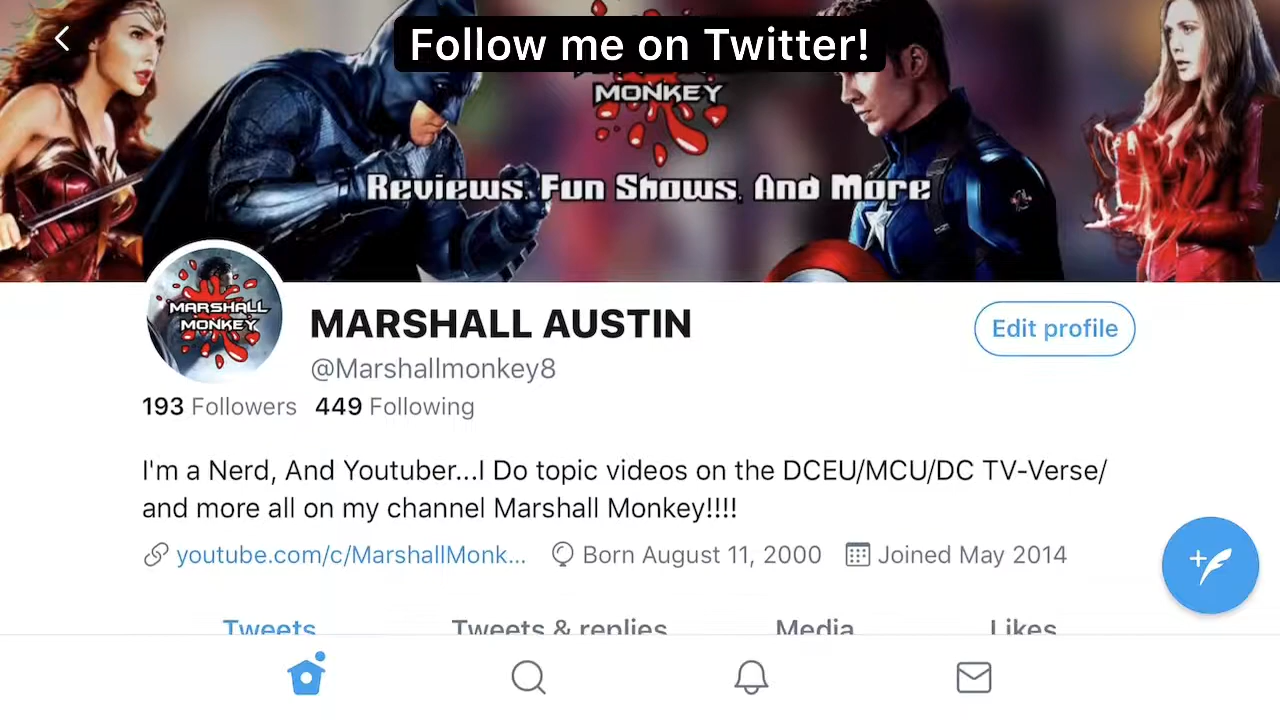 Follow me on Twitter!
MONKEY
Reviews, Fun Shows, And More
MARSHALL
MONKEY
MARSHALL AUSTIN
@Marshallmonkey8
Edit profile
193 Followers 449 Following
I'm a Nerd, And Youtuber...I Do topic videos on the DCEU/MCU/DC TV-Verse/
and more all on my channel Marshall Monkey!!!!
youtube.com/c/MarshallMonk... Born August 11, 2000 Joined May 2014
Tweets Tweets & replies Media Likes